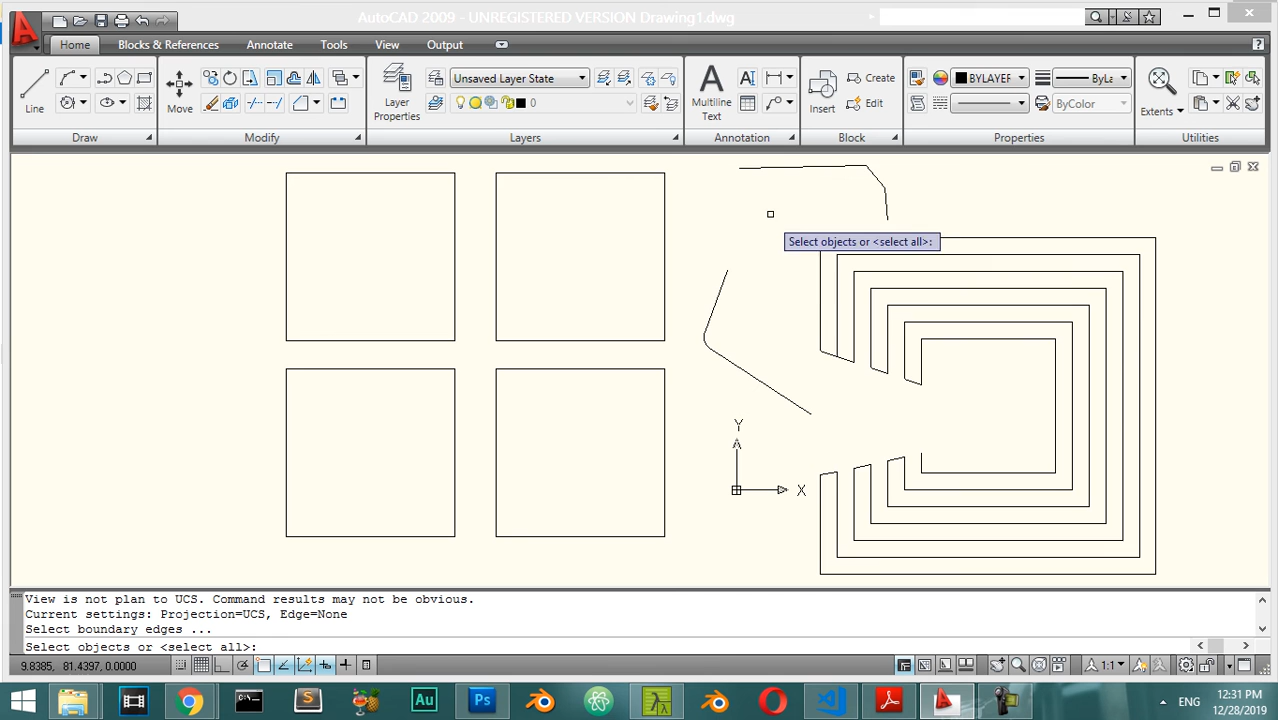 AutoCAD 2009 - UNREGISTERED VERSION Drawing1.dwg
Home Blocks & References Annotate Tools View Output
Line
Move
Layer Properties
Unsaved Layer State
0
Multiline Text
Insert
Create
Edit
BYLAYER
ByLa
ByColor
Extents
Draw Modify Layers Annotation Block Properties Utilities
Select objects or <select all>:
Y
X
View is not plan to UCS. Command results may not be obvious.
Current settings: Projection=UCS, Edge=None
Select boundary edges ...
Select objects or <select all>:
9.8385, 81.4397, 0.0000
1:1
Au Ps
ENG
12:31 PM
12/28/2019